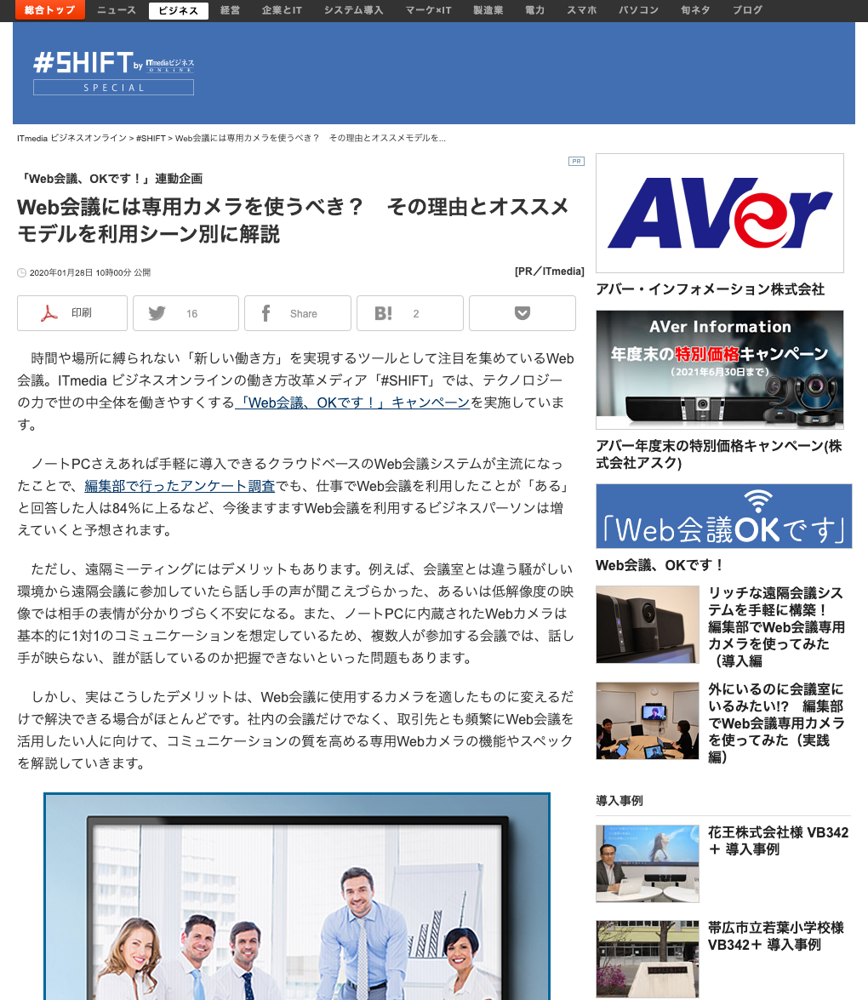 総合トップ
ニュース
ビジネス
経営
企業とIT
システム導入
マーケ×IT
製造業
電力
スマホ
パソコン
旬ネタ
ブログ
#SHIFT by ITmediaビジネス
ONLINE
SPECIAL
ITmedia ビジネスオンライン > #SHIFT > Web会議には専用カメラを使うべき？　その理由とオススメモデルを...
PR
「Web会議、OKです！」連動企画
Web会議には専用カメラを使うべき？　その理由とオススメ
モデルを利用シーン別に解説
2020年01月28日 10時00分 公開
[PR／ITmedia]
印刷
16
Share
B!
2
　時間や場所に縛られない「新しい働き方」を実現するツールとして注目を集めているWeb
会議。ITmedia ビジネスオンラインの働き方改革メディア「#SHIFT」では、テクノロジー
の力で世の中全体を働きやすくする「Web会議、OKです！」キャンペーンを実施していま
す。
　ノートPCさえあれば手軽に導入できるクラウドベースのWeb会議システムが主流になっ
たことで、編集部で行ったアンケート調査でも、仕事でWeb会議を利用したことが「ある」
と回答した人は84％に上るなど、今後ますますWeb会議を利用するビジネスパーソンは増
えていくと予想されます。
　ただし、遠隔ミーティングにはデメリットもあります。例えば、会議室とは違う騒がしい
環境から遠隔会議に参加していたら話し手の声が聞こえづらかった、あるいは低解像度の映
像では相手の表情が分かりづらく不安になる。また、ノートPCに内蔵されたWebカメラは
基本的に1対1のコミュニケーションを想定しているため、複数人が参加する会議では、話し
手が映らない、誰が話しているのか把握できないといった問題もあります。
　しかし、実はこうしたデメリットは、Web会議に使用するカメラを適したものに変えるだ
けで解決できる場合がほとんどです。社内の会議だけでなく、取引先とも頻繁にWeb会議を
活用したい人に向けて、コミュニケーションの質を高める専用Webカメラの機能やスペック
を解説していきます。
AVer
アバー・インフォメーション株式会社
AVer Information
年度末の特別価格キャンペーン
（2021年6月30日まで）
アバー年度末の特別価格キャンペーン(株
式会社アスク)
「Web会議OKです」
Web会議、OKです！
リッチな遠隔会議シス
テムを手軽に構築！
編集部でWeb会議専用
カメラを使ってみた
（導入編
外にいるのに会議室に
いるみたい!?　編集部
でWeb会議専用カメラ
を使ってみた（実践
編）
導入事例
花王株式会社様 VB342
＋ 導入事例
帯広市立若葉小学校様
VB342＋ 導入事例